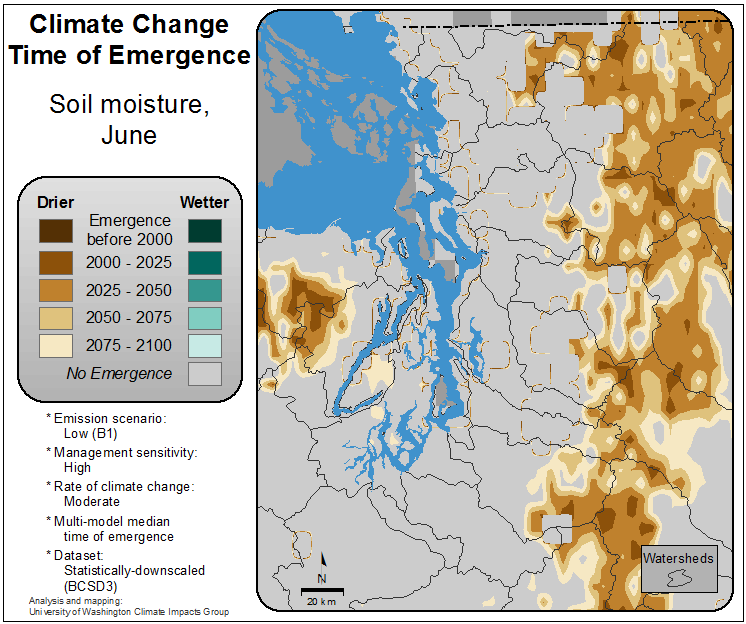 Climate Change
Time of Emergence
Soil moisture,
June
Drier
Wetter
Emergence
before 2000
2000 - 2025
2025 - 2050
2050 - 2075
2075 - 2100
No Emergence
* Emission scenario:
Low (B1)
* Management sensitivity:
High
* Rate of climate change:
Moderate
* Multi-model median
time of emergence
* Dataset:
Statistically-downscaled
(BCSD3)
Analysis and mapping:
University of Washington Climate Impacts Group
N
20 km
Watersheds